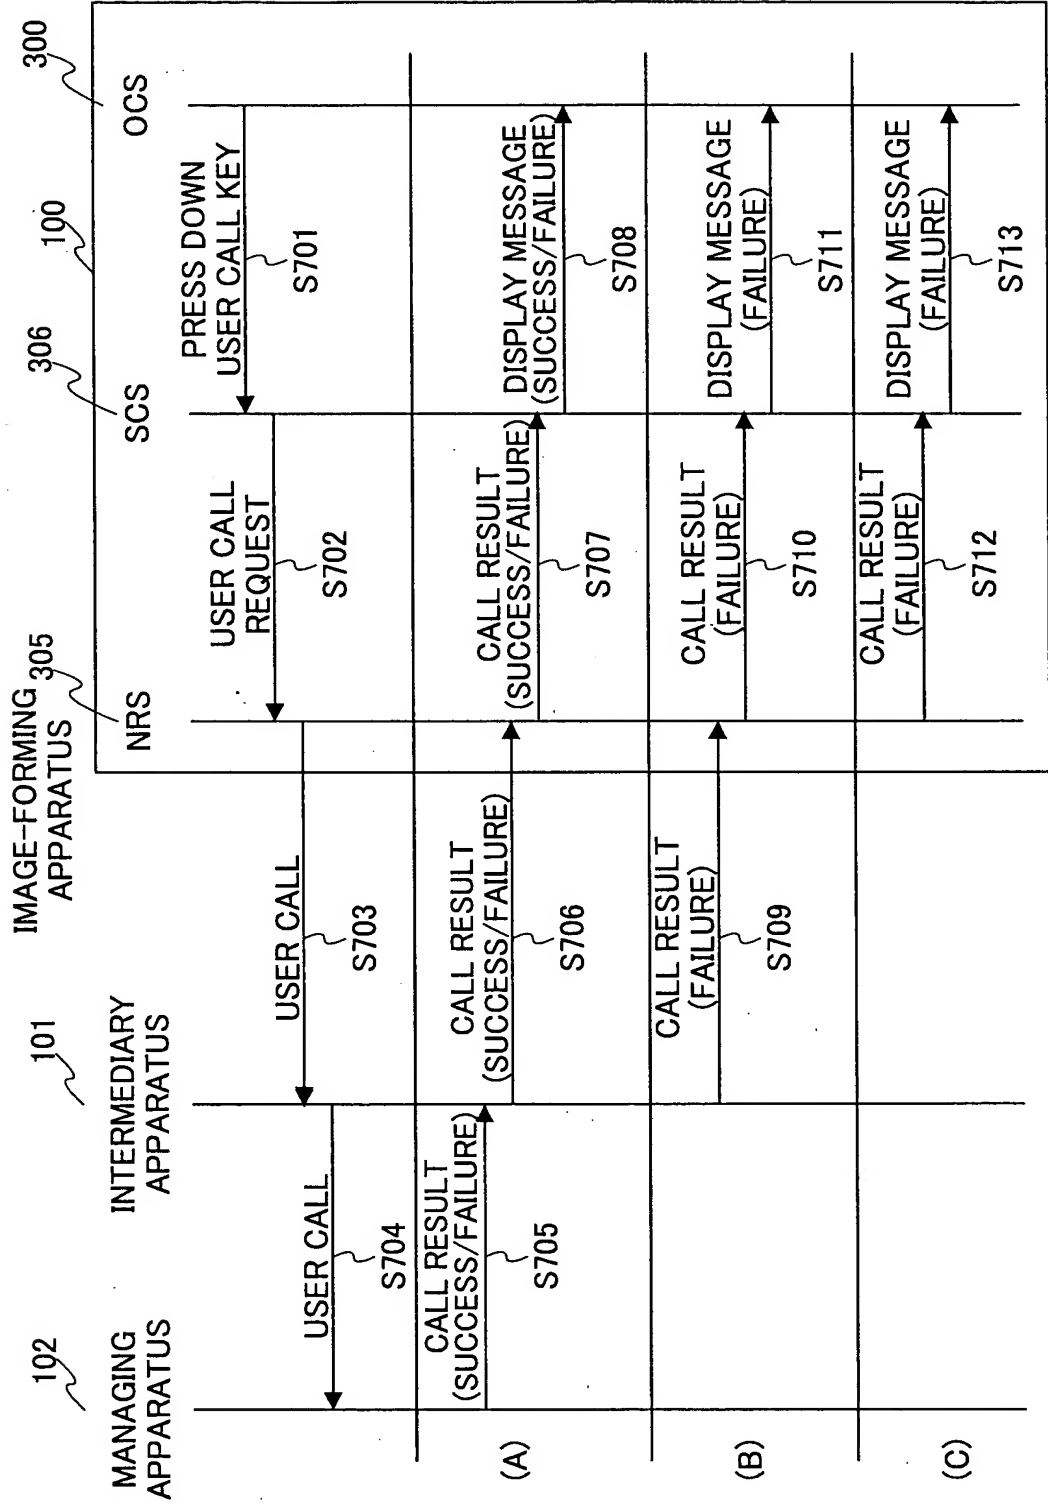 102
MANAGING
APPARATUS
101
INTERMEDIARY
APPARATUS
IMAGE-FORMING
APPARATUS
305
NRS
306
SCS
100
300
OCS
PRESS DOWN
USER CALL KEY
S701
USER CALL
REQUEST
S702
USER CALL
S703
USER CALL
S704
(A)
CALL RESULT
(SUCCESS/FAILURE)
S705
CALL RESULT
(SUCCESS/FAILURE)
S706
CALL RESULT
(SUCCESS/FAILURE)
S707
DISPLAY MESSAGE
(SUCCESS/FAILURE)
S708
(B)
CALL RESULT
(FAILURE)
S709
CALL RESULT
(FAILURE)
S710
DISPLAY MESSAGE
(FAILURE)
S711
(C)
CALL RESULT
(FAILURE)
S712
DISPLAY MESSAGE
(FAILURE)
S713